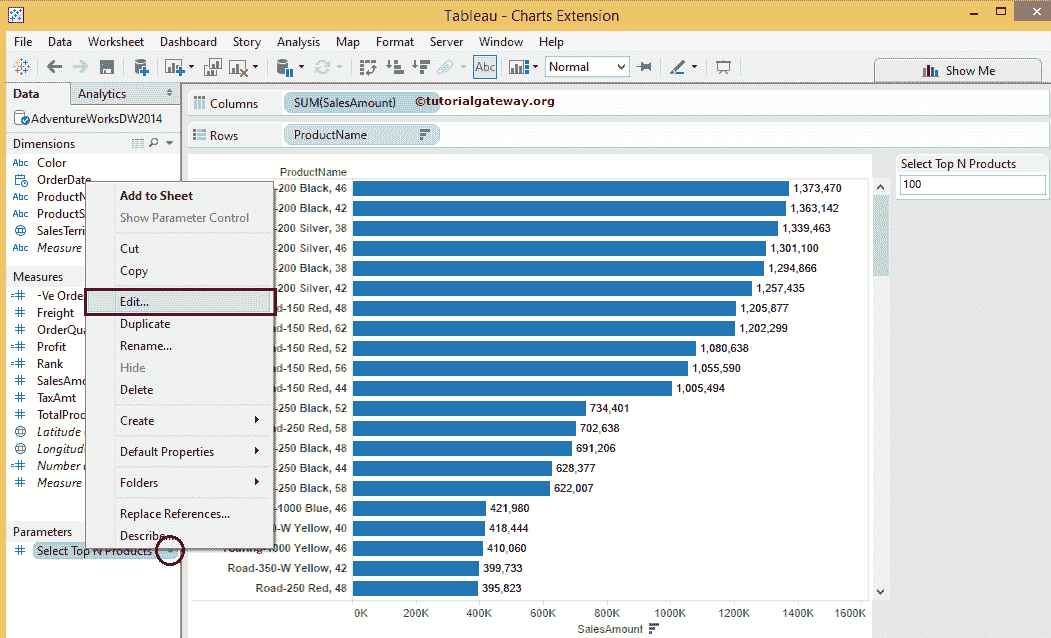 Tableau - Charts Extension
File Data Worksheet Dashboard Story Analysis Map Format Server Window Help
Abc Normal Show Me
Data Analytics
AdventureWorksDW2014
Dimensions
Abc Color
OrderDate
Abc ProductN
Abc ProductS
SalesTerri
Abc Measure
Measures
-Ve Orde
Freight
OrderQua
Profit
Rank
SalesAmo
TaxAmt
TotalProd
Latitude
Longitud
Number
Measure
Parameters
Select Top N Products
Add to Sheet
Show Parameter Control
Cut
Copy
Edit...
Duplicate
Rename...
Hide
Delete
Create
Default Properties
Folders
Replace References...
Describe...
Columns SUM(SalesAmount) ©tutorialgateway.org
Rows ProductName
ProductName
-200 Black, 46 1,373,470
-200 Black, 42 1,363,142
-200 Silver, 38 1,339,463
-200 Silver, 46 1,301,100
-200 Black, 38 1,294,866
-200 Silver, 42 1,257,435
-150 Red, 48 1,205,877
-150 Red, 62 1,202,299
-150 Red, 52 1,080,638
-150 Red, 56 1,055,590
-150 Red, 44 1,005,494
-250 Black, 52 734,401
-250 Red, 58 702,638
-250 Black, 48 691,206
-250 Black, 44 628,377
-250 Black, 58 622,007
-1000 Blue, 46 421,980
-W Yellow, 40 418,444
-1000 Yellow, 46 410,060
Road-350-W Yellow, 42 399,733
Road-250 Red, 48 395,823
0K 200K 400K 600K 800K 1000K 1200K 1400K 1600K
SalesAmount
Select Top N Products
100